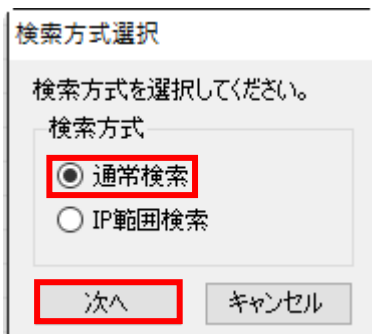 検索方式選択
検索方式を選択してください。
検索方式
通常検索
IP範囲検索
次へ
キャンセル